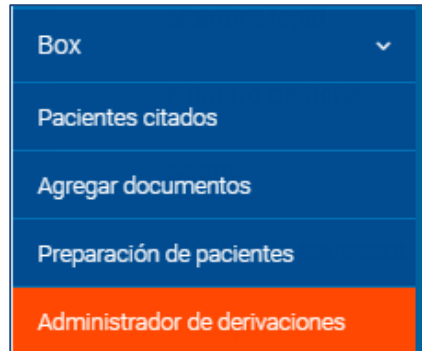 Box
Pacientes citados
Agregar documentos
Preparación de pacientes
Administrador de derivaciones